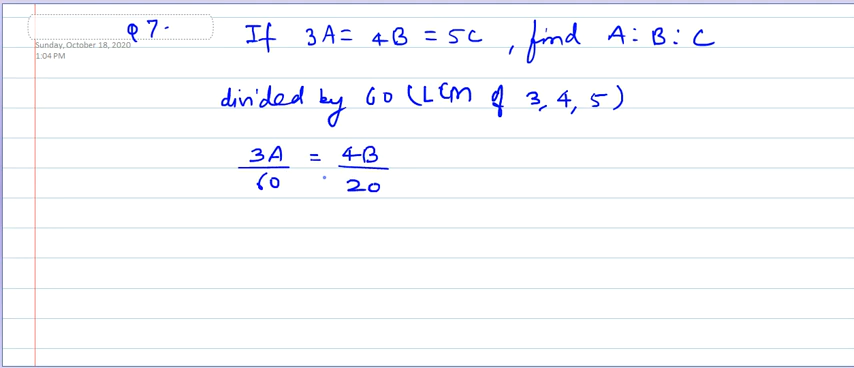 Q 7.
If 3A = 4B = 5C, find A : B : C
Sunday, October 18, 2020
1:04 PM
divided by 60 (LCM of 3, 4, 5)
3A/60 = 4B/20